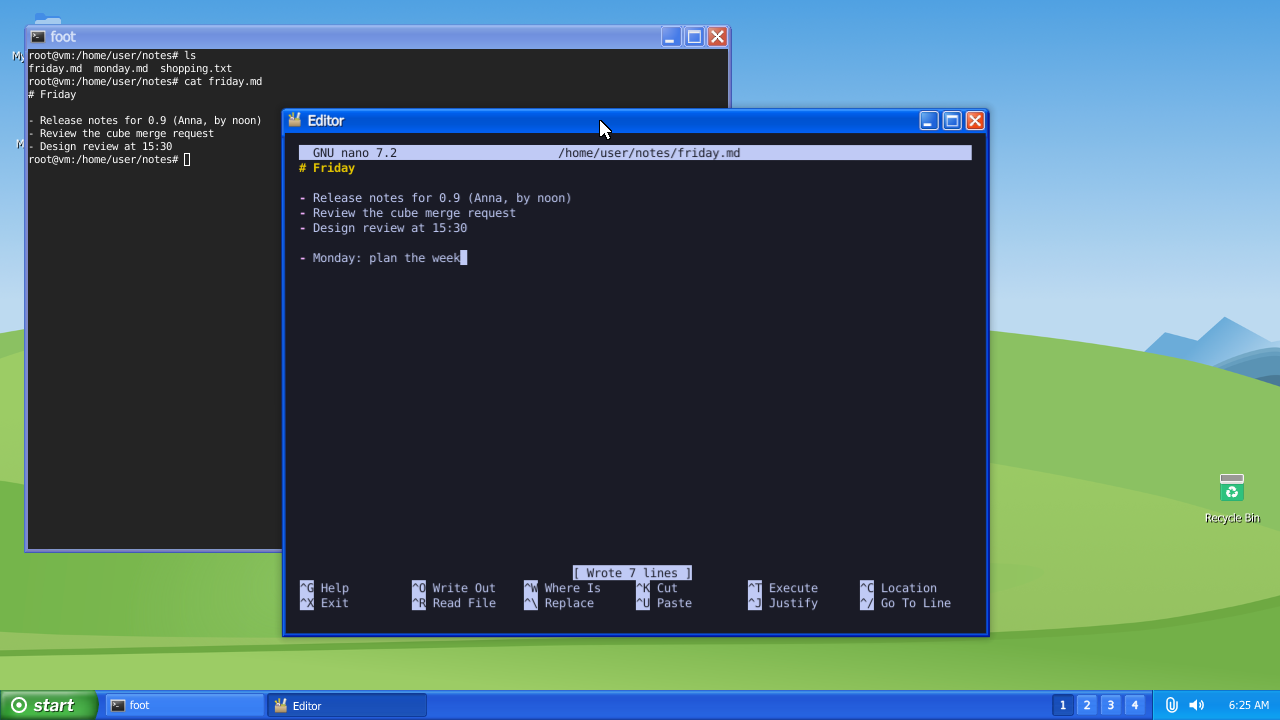 foot
root@vm:/home/user/notes# ls
friday.md monday.md shopping.txt
root@vm:/home/user/notes# cat friday.md
# Friday
- Release notes for 0.9 (Anna, by noon)
- Review the cube merge request
- Design review at 15:30
root@vm:/home/user/notes#
Editor
GNU nano 7.2 /home/user/notes/friday.md
# Friday
- Release notes for 0.9 (Anna, by noon)
- Review the cube merge request
- Design review at 15:30
- Monday: plan the week
[ Wrote 7 lines ]
^G Help ^O Write Out ^W Where Is ^K Cut ^T Execute ^C Location
^X Exit ^R Read File ^\ Replace ^U Paste ^J Justify ^/ Go To Line
Recycle Bin
start foot Editor 1 2 3 4 6:25 AM